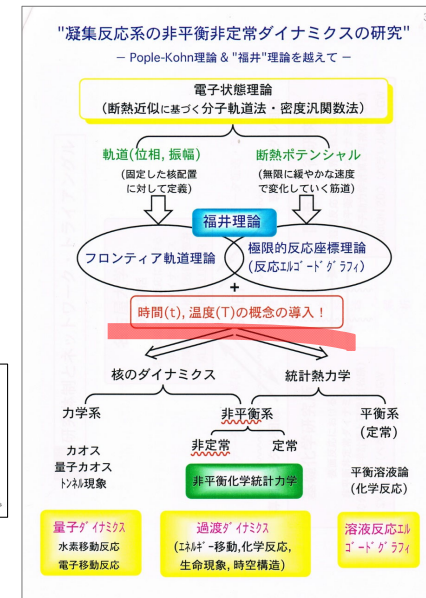 "凝集反応系の非平衡非定常ダイナミクスの研究"
− Pople-Kohn理論 & "福井"理論を越えて −
電子状態理論
(断熱近似に基づく分子軌道法・密度汎関数法)
軌道(位相, 振幅)
断熱ポテンシャル
(固定した核配置
に対して定義)
(無限に緩やかな速度
で変化していく筋道)
福井理論
フロンティア軌道理論
極限的反応座標理論
(反応エルゴードグラフィ)
+
時間(t), 温度(T)の概念の導入！
核のダイナミクス
統計熱力学
力学系
非平衡系
平衡系
(定常)
非定常
定常
カオス
量子カオス
トンネル現象
非平衡化学統計力学
平衡溶液論
(化学反応)
量子ダイナミクス
水素移動反応
電子移動反応
過渡ダイナミクス
(エネルギー移動,化学反応,
生命現象, 時空構造)
溶液反応エル
ゴードグラフィ